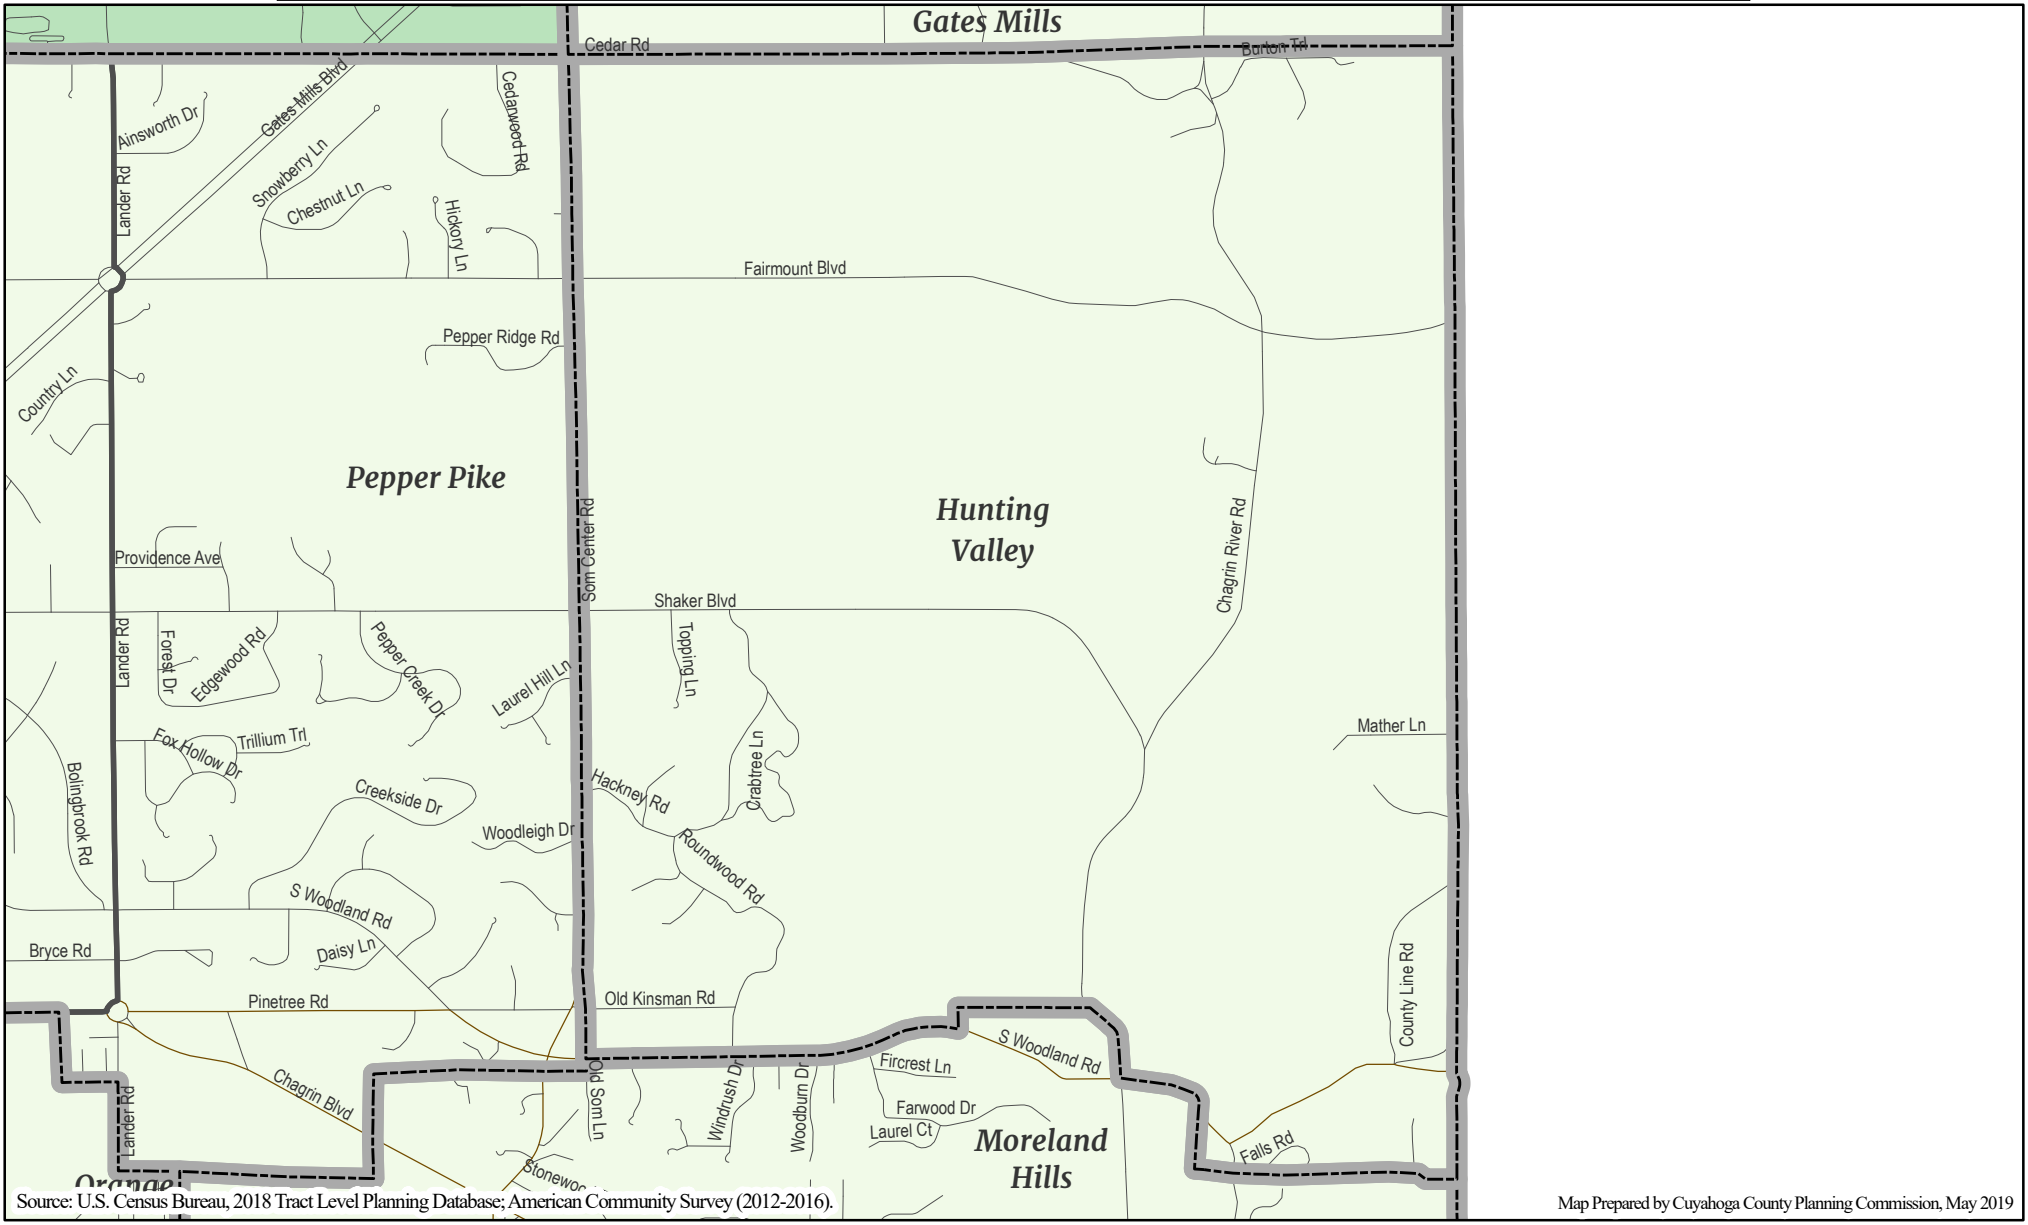 Gates Mills
Cedar Rd
Burton Trl
Gates Mills Blvd
Cedarwood Rd
Ainsworth Dr
Lander Rd
Snowberry Ln
Chestnut Ln
Hickory Ln
Fairmount Blvd
Pepper Ridge Rd
Country Ln
Pepper Pike
Hunting
Valley
Som Center Rd
Chagrin River Rd
Providence Ave
Shaker Blvd
Lander Rd
Forest Dr
Edgewood Rd
Pepper Creek Dr
Laurel Hill Ln
Topping Ln
Mather Ln
Fox Hollow Dr
Trillium Trl
Bolingbrook Rd
Creekside Dr
Hackney Rd
Crabtree Ln
Woodleigh Dr
Roundwood Rd
S Woodland Rd
Bryce Rd
Daisy Ln
County Line Rd
Pinetree Rd
Old Kinsman Rd
S Woodland Rd
Fircrest Ln
Chagrin Blvd
Old Som Ln
Windrush Dr
Woodburn Dr
Farwood Dr
Lander Rd
Laurel Ct
Moreland
Hills
Falls Rd
Stonewoo
Orange
Source: U.S. Census Bureau, 2018 Tract Level Planning Database; American Community Survey (2012-2016).
Map Prepared by Cuyahoga County Planning Commission, May 2019